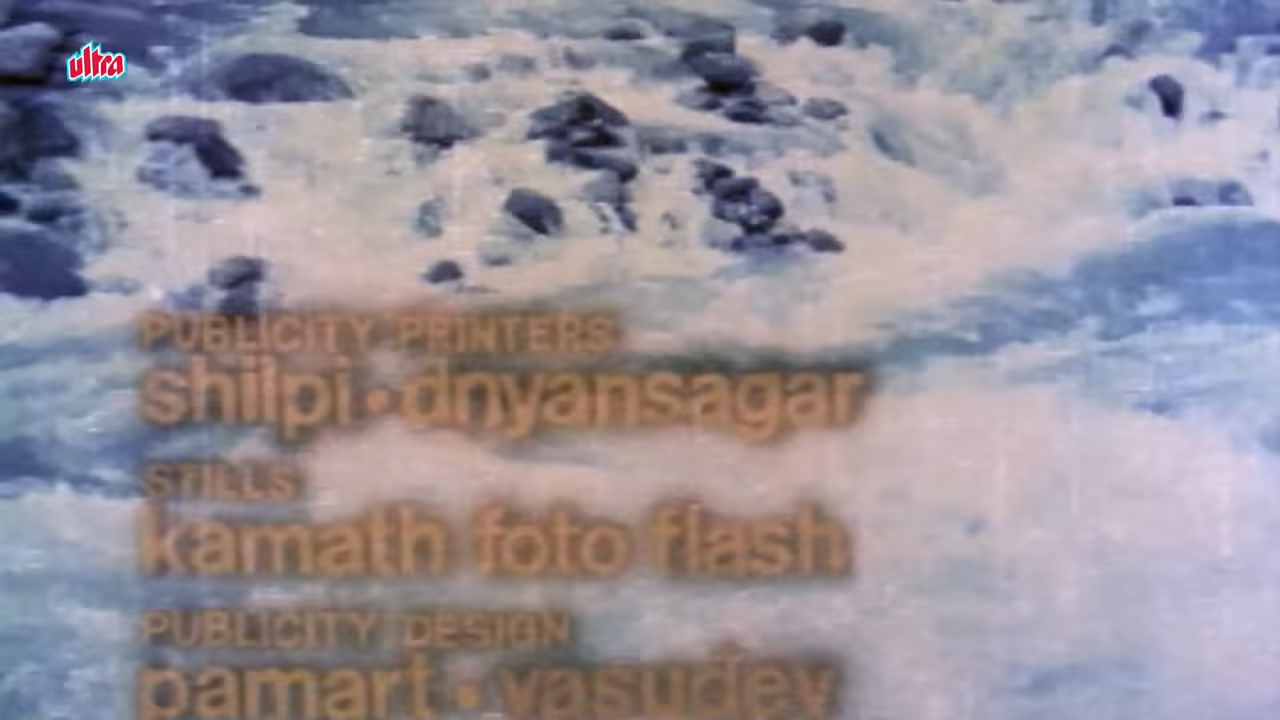 ultra
PUBLICITY PRINTERS
shilpi • dnyansagar
STILLS
kamath foto flash
PUBLICITY DESIGN
pamart • vasudev